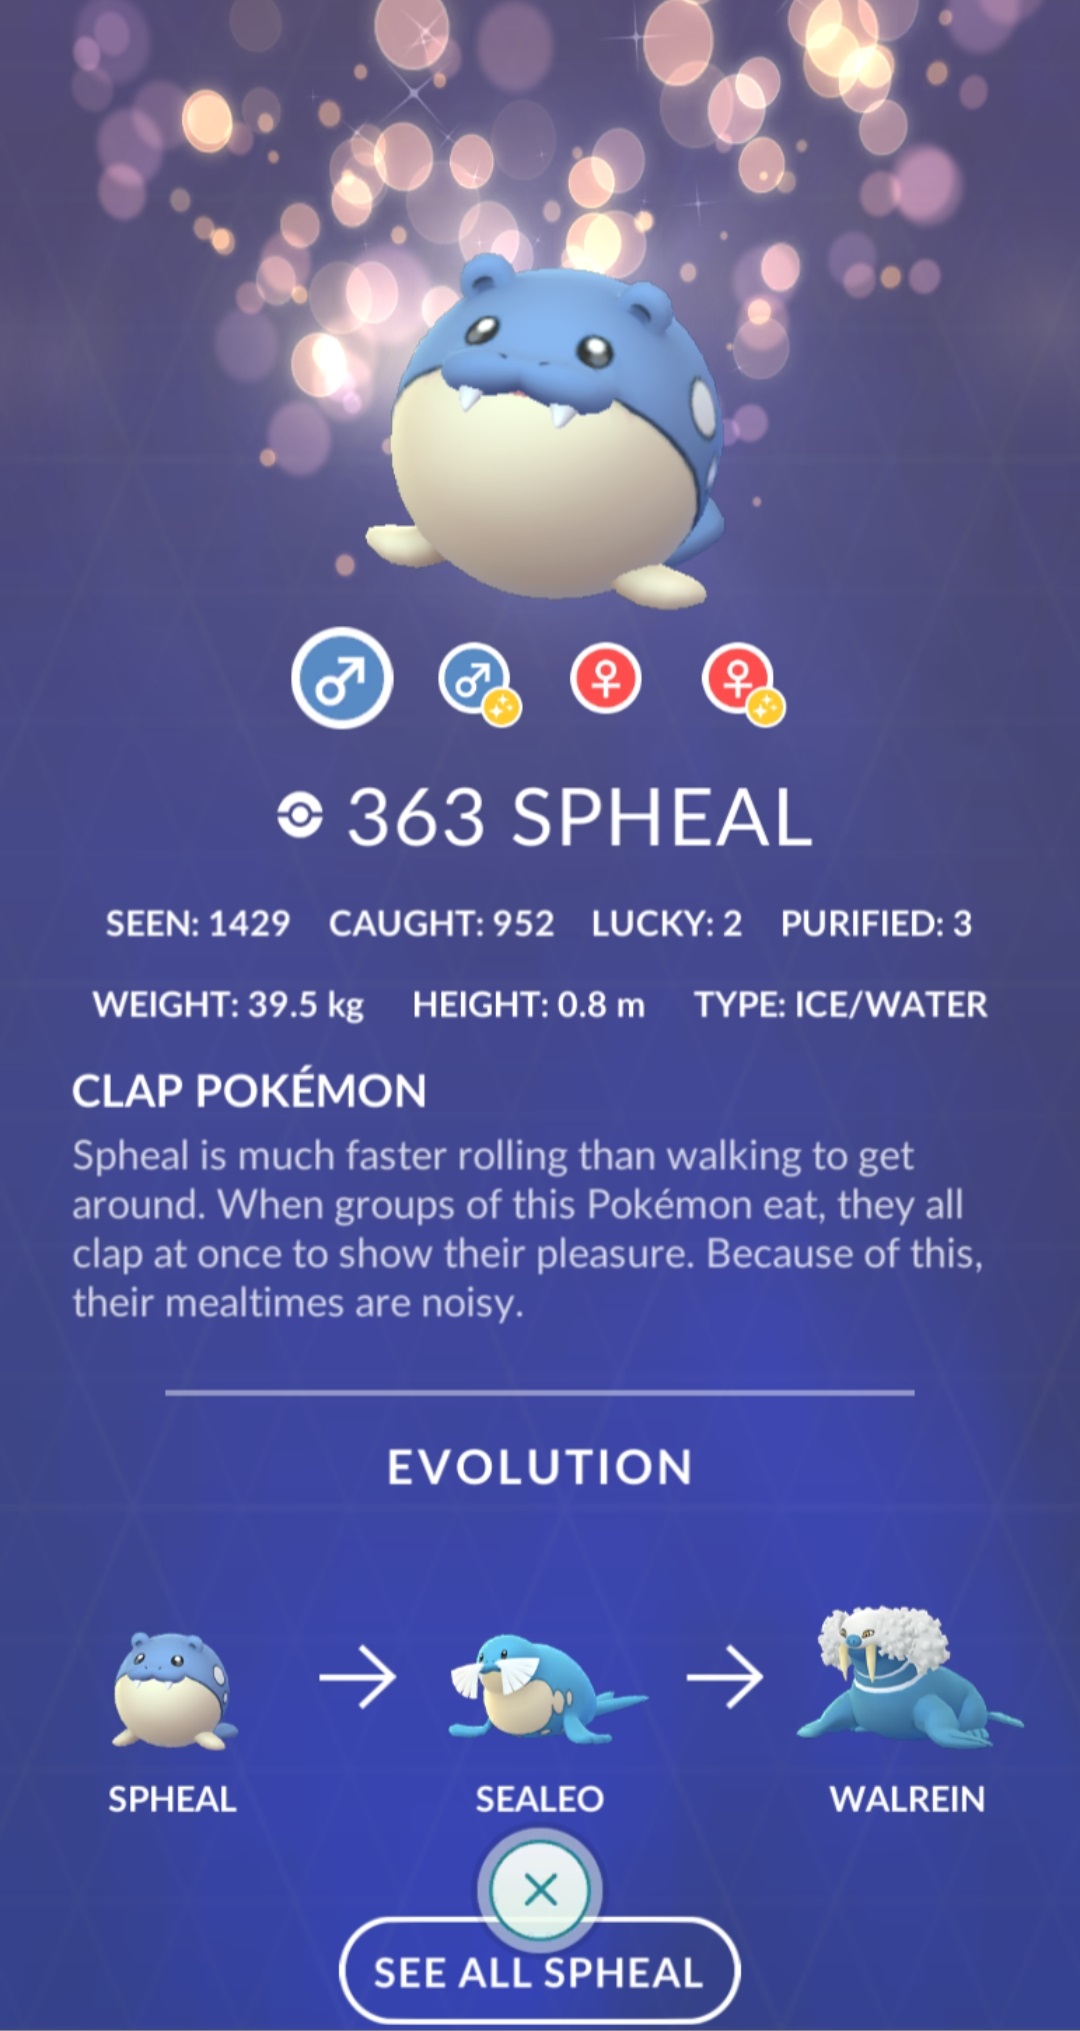 363 SPHEAL
SEEN: 1429 CAUGHT: 952 LUCKY: 2 PURIFIED: 3
WEIGHT: 39.5 kg HEIGHT: 0.8 m TYPE: ICE/WATER
CLAP POKÉMON
Spheal is much faster rolling than walking to get
around. When groups of this Pokémon eat, they all
clap at once to show their pleasure. Because of this,
their mealtimes are noisy.
EVOLUTION
SPHEAL SEALEO WALREIN
SEE ALL SPHEAL